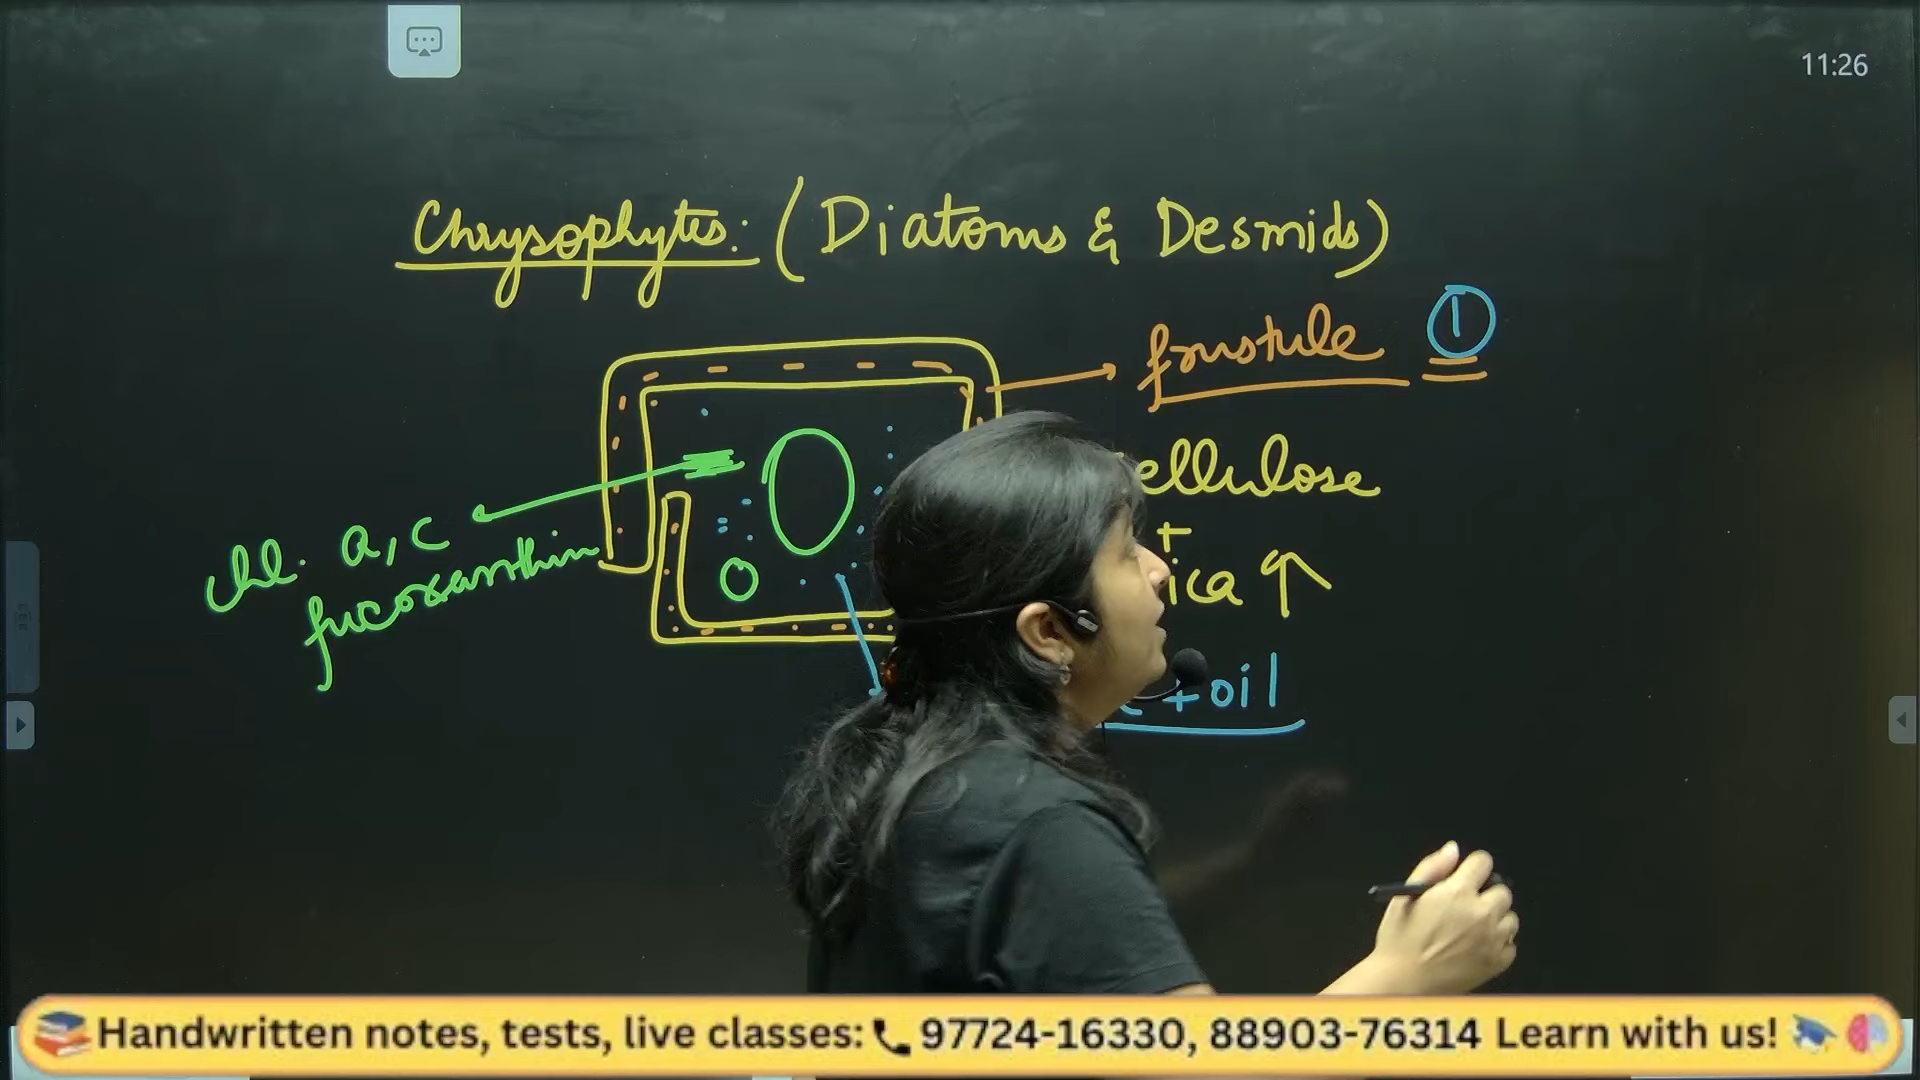 11:26
Chrysophytes: (Diatoms & Desmids)
frustule 1
ellulose
+
ica ↑
+ oil
chl. a, c
fucoxanthin
Handwritten notes, tests, live classes: 97724-16330, 88903-76314 Learn with us!